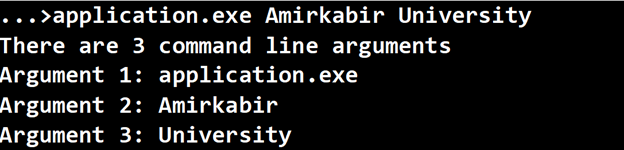 ...>application.exe Amirkabir University
There are 3 command line arguments
Argument 1: application.exe
Argument 2: Amirkabir
Argument 3: University